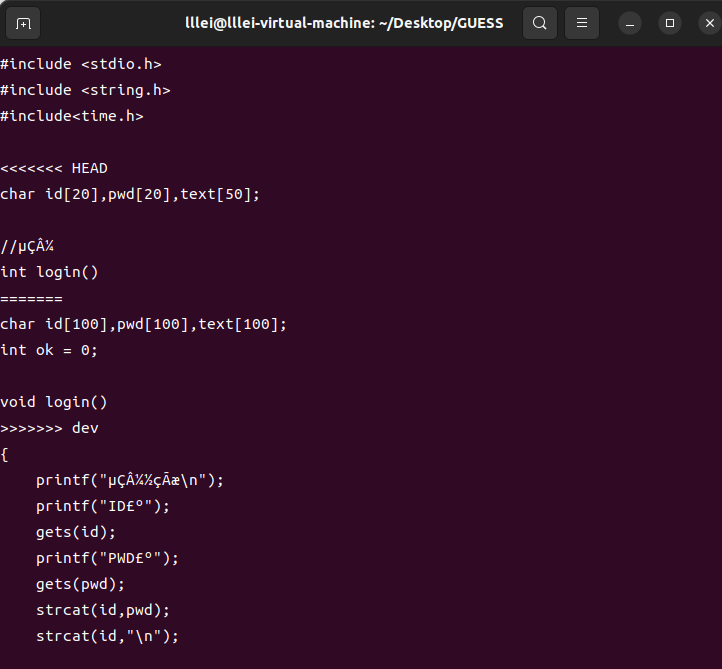 lllei@lllei-virtual-machine: ~/Desktop/GUESS
#include <stdio.h>
#include <string.h>
#include<time.h>
<<<<<<< HEAD
char id[20],pwd[20],text[50];
//µÇÂ¼
int login()
=======
char id[100],pwd[100],text[100];
int ok = 0;
void login()
>>>>>>> dev
{
    printf("µÇÂ¼½çÃæ\n");
    printf("ID£º");
    gets(id);
    printf("PWD£º");
    gets(pwd);
    strcat(id,pwd);
    strcat(id,"\n");